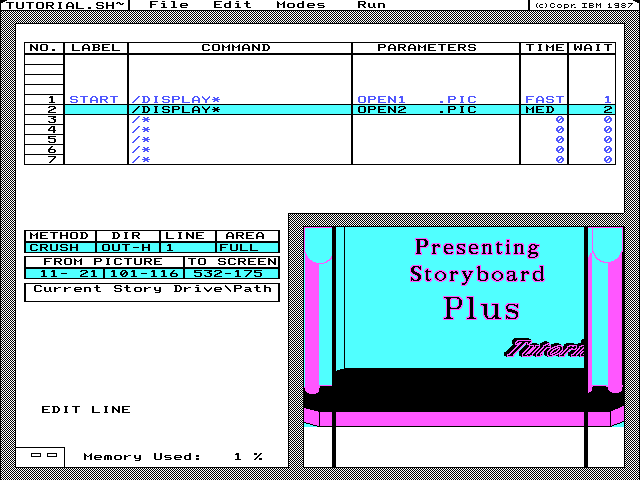 TUTORIAL.SH~ File Edit Modes Run (c)Copr. IBM 1987
NO. LABEL COMMAND PARAMETERS TIME WAIT
1 START /DISPLAY* OPEN1 .PIC FAST 1
2 /DISPLAY* OPEN2 .PIC MED 2
3 /* 0 0
4 /* 0 0
5 /* 0 0
6 /* 0 0
7 /* 0 0
METHOD DIR LINE AREA
CRUSH OUT-H 1 FULL
FROM PICTURE TO SCREEN
11- 21 101-116 532-175
Current Story Drive\Path
EDIT LINE
Memory Used: 1 %
Presenting
Storyboard
Plus
Tutori